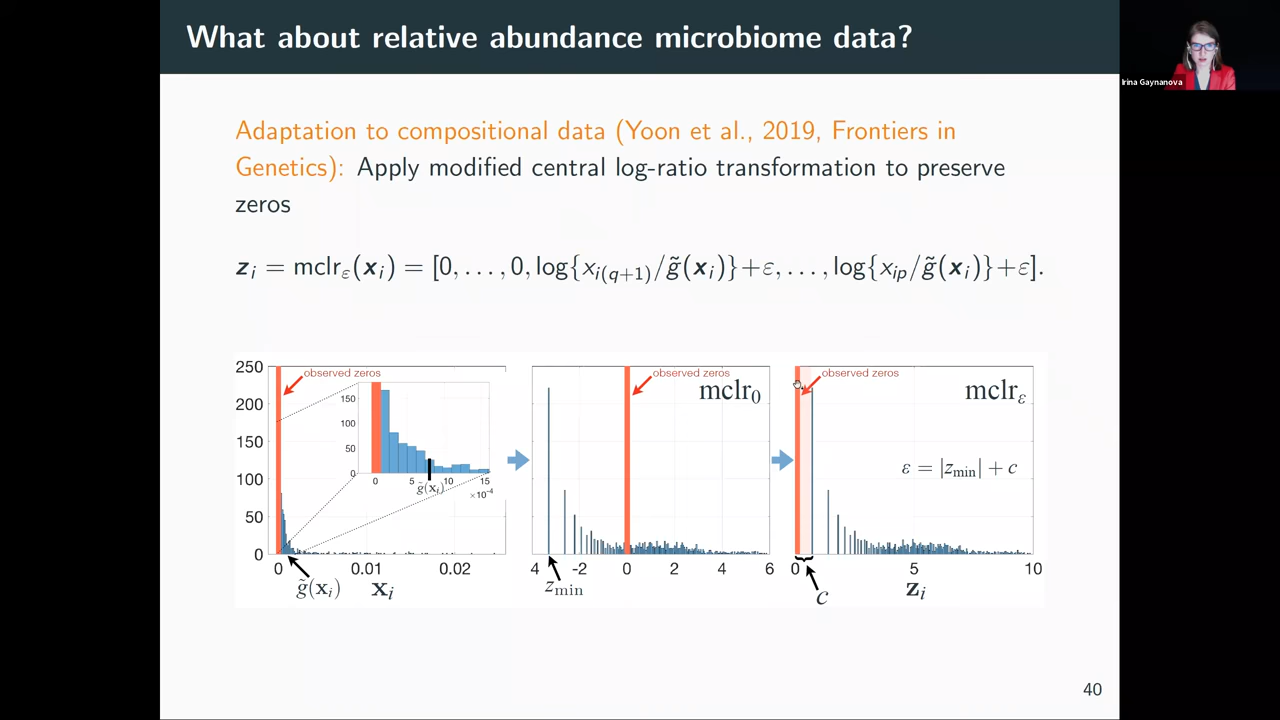 What about relative abundance microbiome data?
Irina Gaynanova
Adaptation to compositional data (Yoon et al., 2019, Frontiers in
Genetics): Apply modified central log-ratio transformation to preserve
zeros
z_i = mclr_ε(x_i) = [0, . . . , 0, log{x_{i(q+1)}/g̃(x_i)}+ε, . . . , log{x_{ip}/g̃(x_i)}+ε].
250
200
150
100
50
0
observed zeros
150
100
50
0
0 5 10 15
g̃(x_i)
×10^{-4}
0 0.01 0.02
g̃(x_i)
x_i
observed zeros
mclr_0
4 -2 0 2 4 6
z_min
observed zeros
mclr_ε
ε = |z_min| + c
0 5 10
c
z_i
40